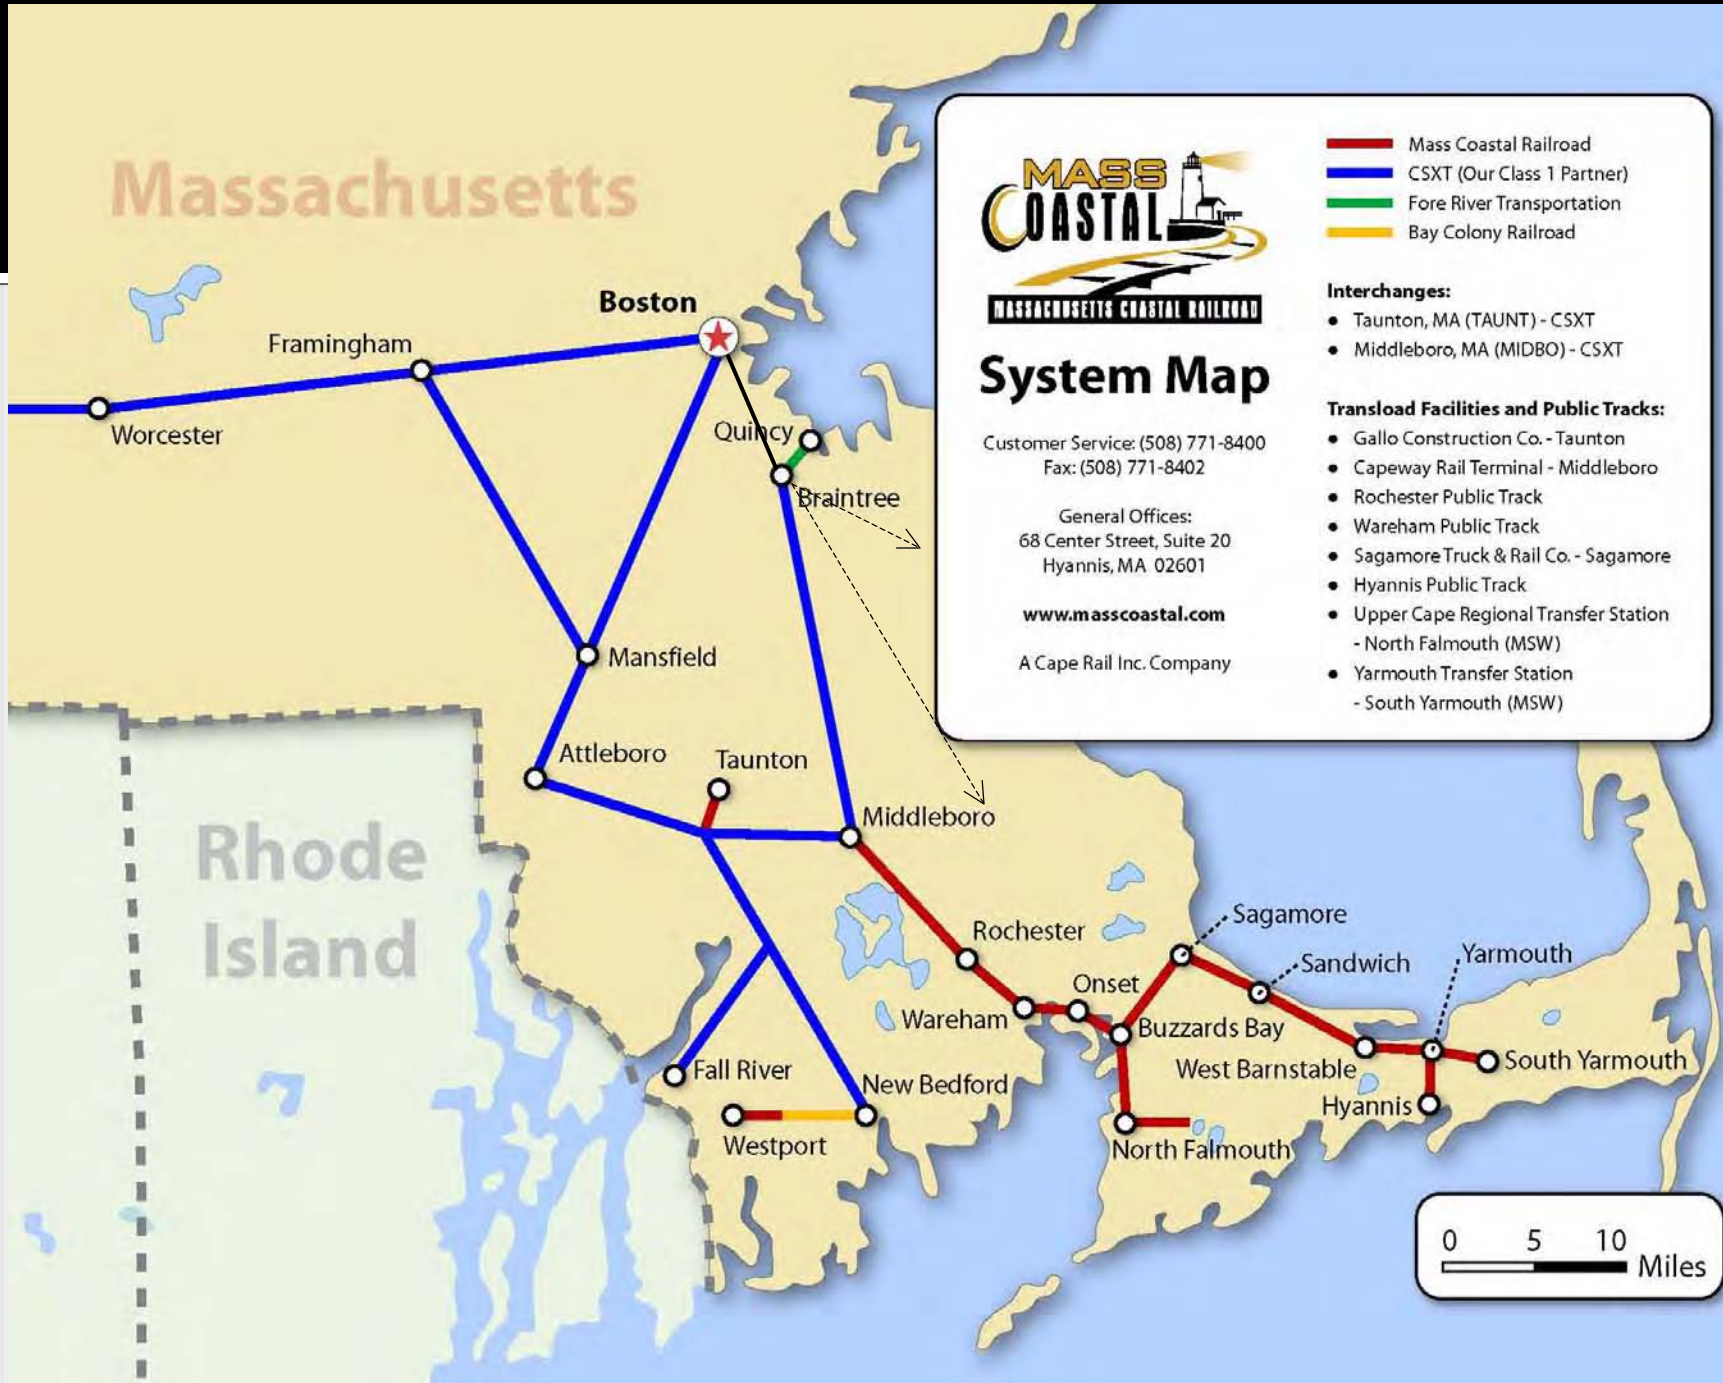 Massachusetts
Boston
Framingham
Worcester
Quincy
Braintree
Mansfield
Attleboro
Taunton
Middleboro
Rhode
Island
Rochester
Sagamore
Sandwich
Yarmouth
Onset
Wareham
Buzzards Bay
West Barnstable
South Yarmouth
Hyannis
Fall River
New Bedford
Westport
North Falmouth
MASS
COASTAL
MASSACHUSETTS COASTAL RAILROAD
System Map
Customer Service: (508) 771-8400
Fax: (508) 771-8402
General Offices:
68 Center Street, Suite 20
Hyannis, MA 02601
www.masscoastal.com
A Cape Rail Inc. Company
Mass Coastal Railroad
CSXT (Our Class 1 Partner)
Fore River Transportation
Bay Colony Railroad
Interchanges:
• Taunton, MA (TAUNT) - CSXT
• Middleboro, MA (MIDBO) - CSXT
Transload Facilities and Public Tracks:
• Gallo Construction Co. - Taunton
• Capeway Rail Terminal - Middleboro
• Rochester Public Track
• Wareham Public Track
• Sagamore Truck & Rail Co. - Sagamore
• Hyannis Public Track
• Upper Cape Regional Transfer Station
- North Falmouth (MSW)
• Yarmouth Transfer Station
- South Yarmouth (MSW)
0 5 10
Miles